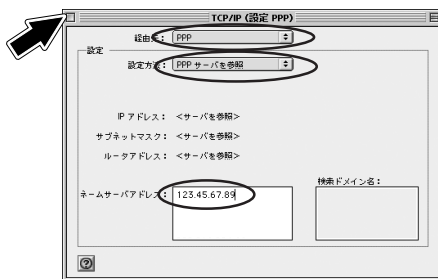 TCP/IP (設定 PPP)
経由先： PPP
設定
設定方法： PPP サーバを参照
IP アドレス： <サーバを参照>
サブネットマスク： <サーバを参照>
ルータアドレス： <サーバを参照>
ネームサーバアドレス： 123.45.67.89
検索ドメイン名：
?